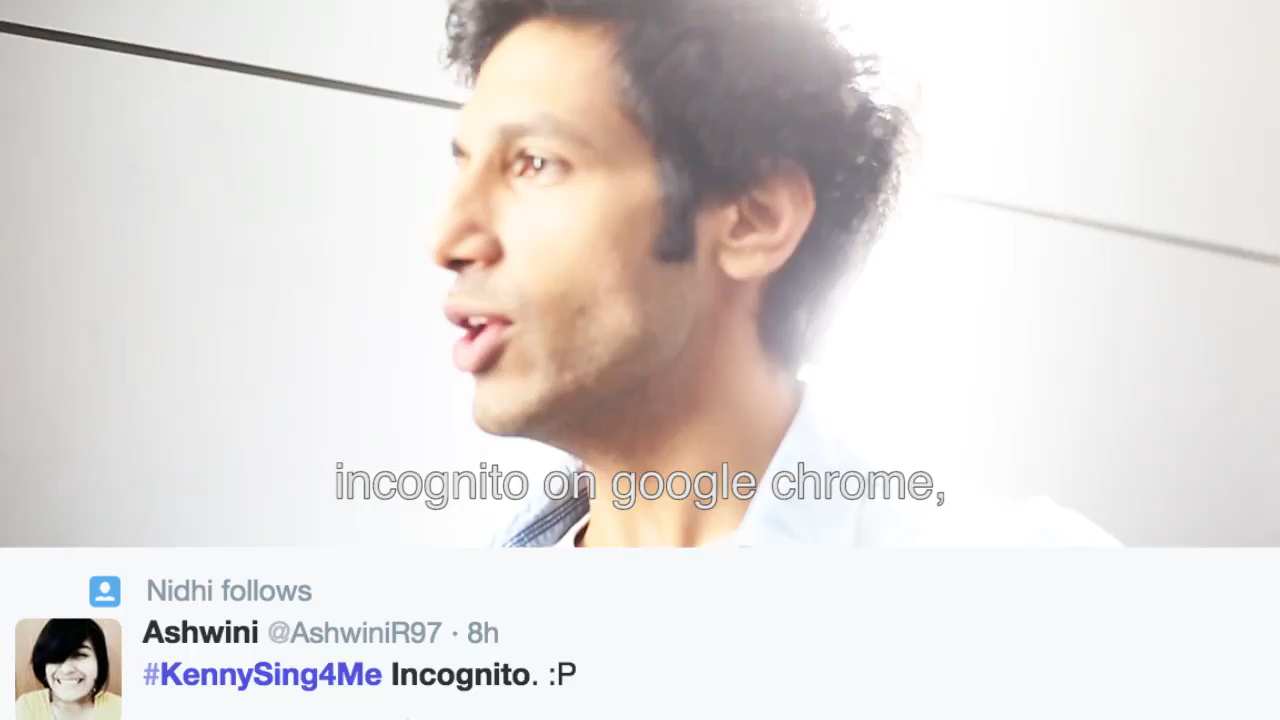 incognito on google chrome,
Nidhi follows
Ashwini @AshwiniR97 · 8h
#KennySing4Me Incognito. :P